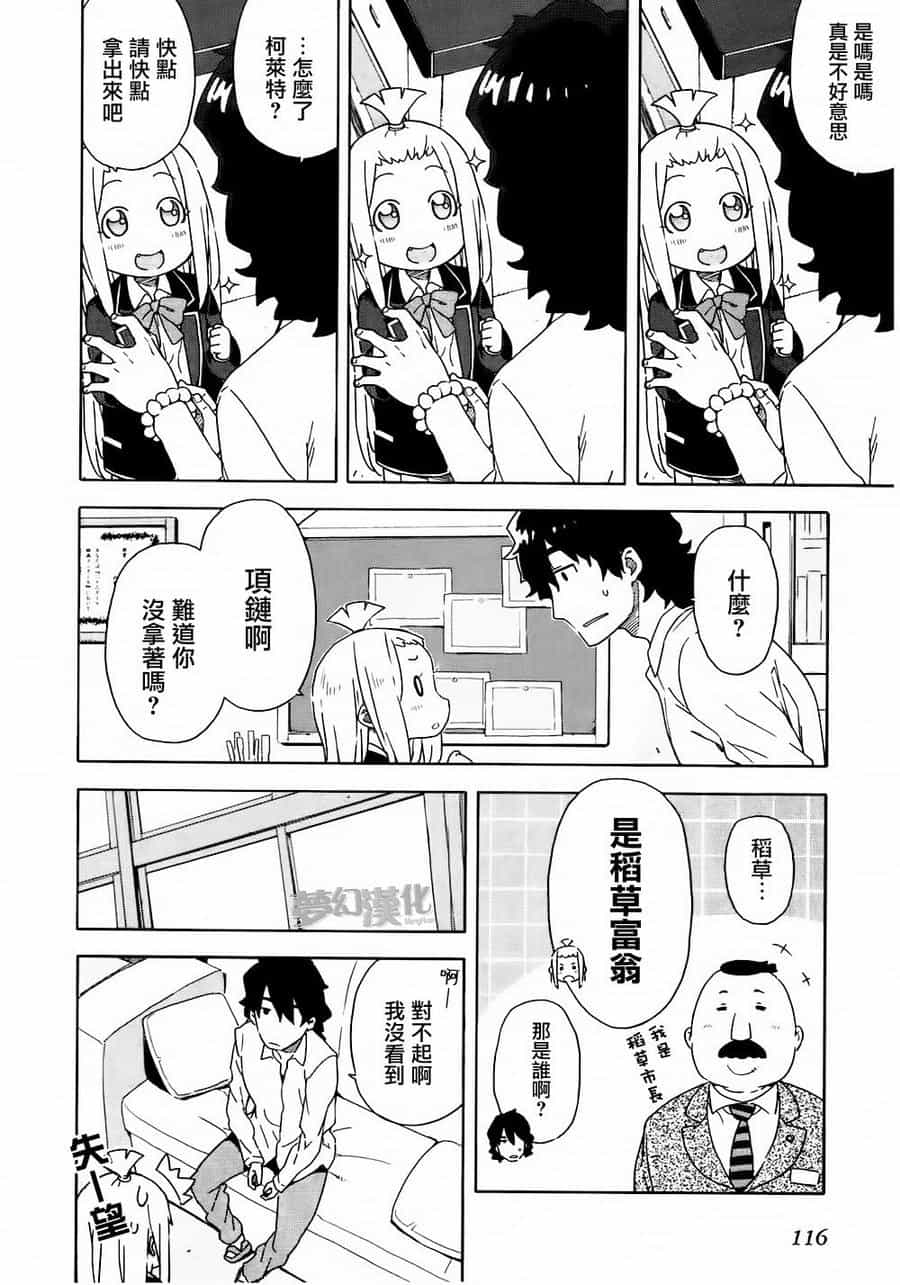 是嗎是嗎
真是不好意思
…怎麼了
柯萊特?
快點
請快點
拿出來吧
什麼?
項鏈啊
難道你
沒拿著嗎?
稻草…
是稻草富翁
我是
稻草市長
那是誰啊?
夢幻漢化
啊—
對不起啊
我沒看到
失—望
116